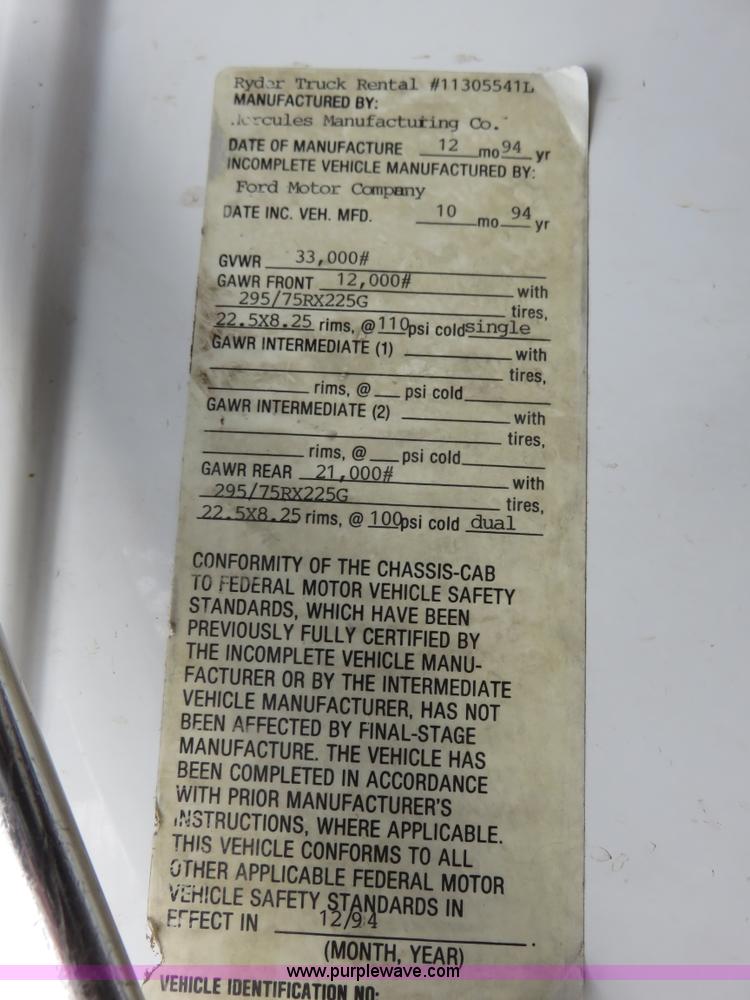 Ryder Truck Rental #11305541L
MANUFACTURED BY:
Hercules Manufacturing Co.
DATE OF MANUFACTURE 12 mo 94 yr
INCOMPLETE VEHICLE MANUFACTURED BY:
Ford Motor Company
DATE INC. VEH. MFD. 10 mo 94 yr
GVWR 33,000#
GAWR FRONT 12,000# with
295/75RX225G tires,
22.5X8.25 rims, @ 110 psi cold single
GAWR INTERMEDIATE (1) with
tires,
rims, @ psi cold
GAWR INTERMEDIATE (2) with
tires,
rims, @ psi cold
GAWR REAR 21,000# with
295/75RX225G tires,
22.5X8.25 rims, @ 100 psi cold dual
CONFORMITY OF THE CHASSIS-CAB
TO FEDERAL MOTOR VEHICLE SAFETY
STANDARDS, WHICH HAVE BEEN
PREVIOUSLY FULLY CERTIFIED BY
THE INCOMPLETE VEHICLE MANU-
FACTURER OR BY THE INTERMEDIATE
VEHICLE MANUFACTURER, HAS NOT
BEEN AFFECTED BY FINAL-STAGE
MANUFACTURE. THE VEHICLE HAS
BEEN COMPLETED IN ACCORDANCE
WITH PRIOR MANUFACTURER'S
INSTRUCTIONS, WHERE APPLICABLE.
THIS VEHICLE CONFORMS TO ALL
OTHER APPLICABLE FEDERAL MOTOR
VEHICLE SAFETY STANDARDS IN
EFFECT IN 12/94.
(MONTH, YEAR)
www.purplewave.com
VEHICLE IDENTIFICATION NO: